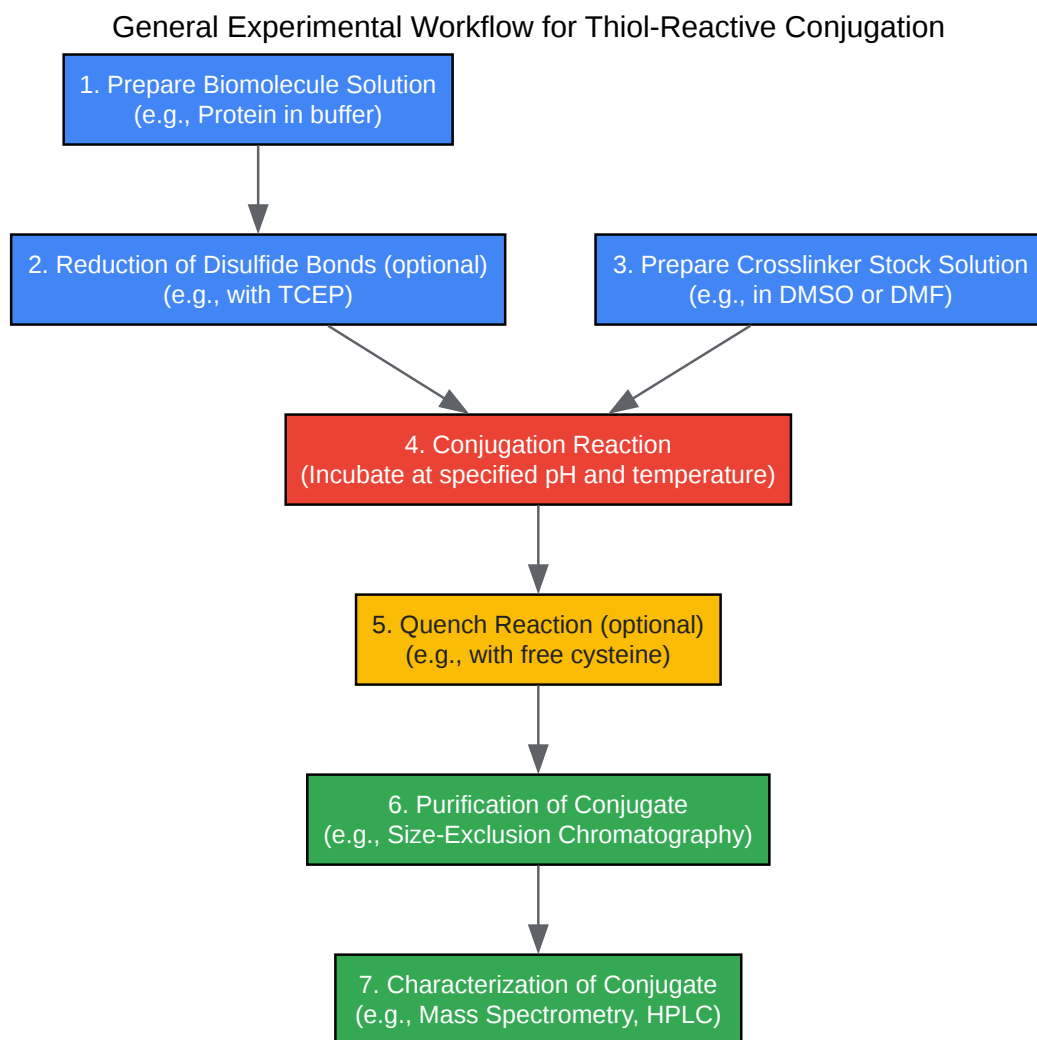 General Experimental Workflow for Thiol-Reactive Conjugation
1. Prepare Biomolecule Solution
(e.g., Protein in buffer)
2. Reduction of Disulfide Bonds (optional)
(e.g., with TCEP)
3. Prepare Crosslinker Stock Solution
(e.g., in DMSO or DMF)
4. Conjugation Reaction
(Incubate at specified pH and temperature)
5. Quench Reaction (optional)
(e.g., with free cysteine)
6. Purification of Conjugate
(e.g., Size-Exclusion Chromatography)
7. Characterization of Conjugate
(e.g., Mass Spectrometry, HPLC)